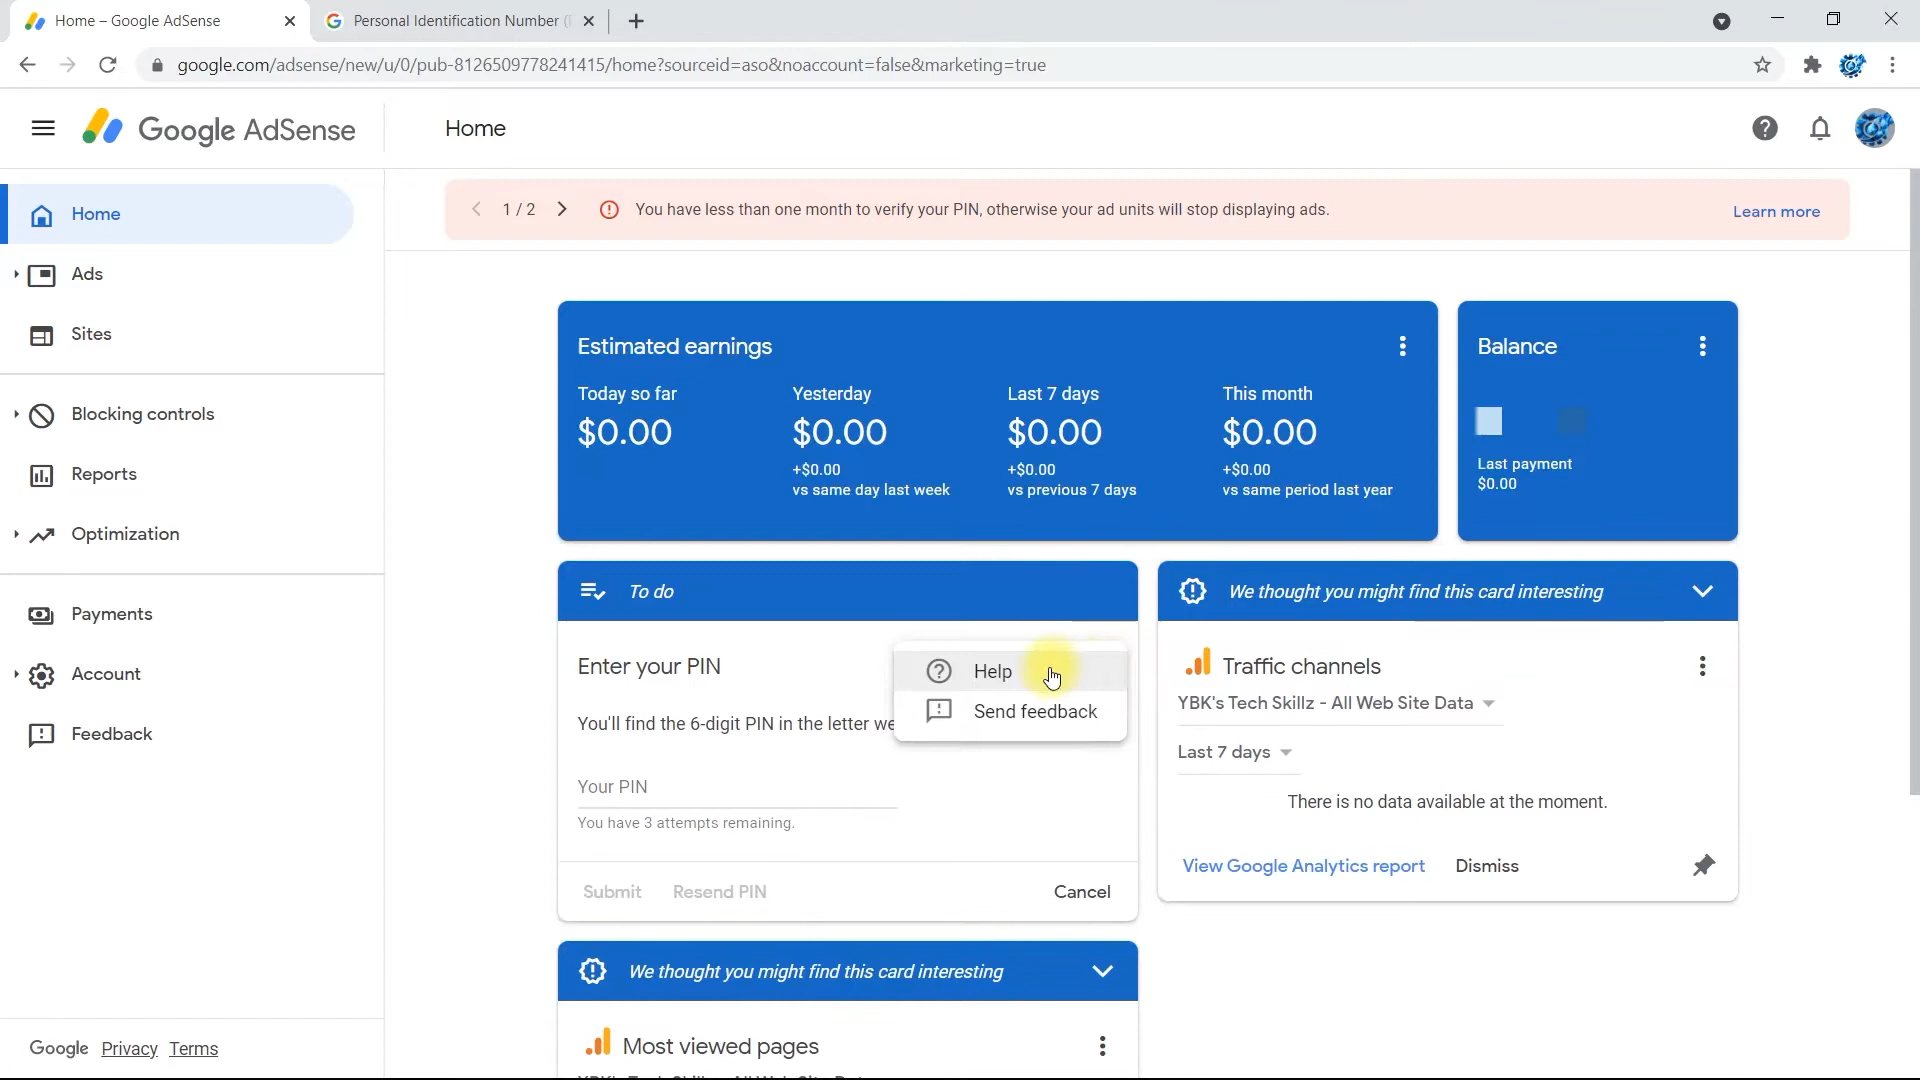 Home – Google AdSense
Personal Identification Number (
google.com/adsense/new/u/0/pub-8126509778241415/home?sourceid=aso&noaccount=false&marketing=true
Google AdSense
Home
Home
Ads
Sites
Blocking controls
Reports
Optimization
Payments
Account
Feedback
Google Privacy Terms
1 / 2
You have less than one month to verify your PIN, otherwise your ad units will stop displaying ads.
Learn more
Estimated earnings
Today so far
$0.00
Yesterday
$0.00
+$0.00
vs same day last week
Last 7 days
$0.00
+$0.00
vs previous 7 days
This month
$0.00
+$0.00
vs same period last year
Balance
Last payment
$0.00
To do
Enter your PIN
Help
Send feedback
You'll find the 6-digit PIN in the letter we
Your PIN
You have 3 attempts remaining.
Submit
Resend PIN
Cancel
We thought you might find this card interesting
Traffic channels
YBK's Tech Skillz - All Web Site Data
Last 7 days
There is no data available at the moment.
View Google Analytics report
Dismiss
We thought you might find this card interesting
Most viewed pages